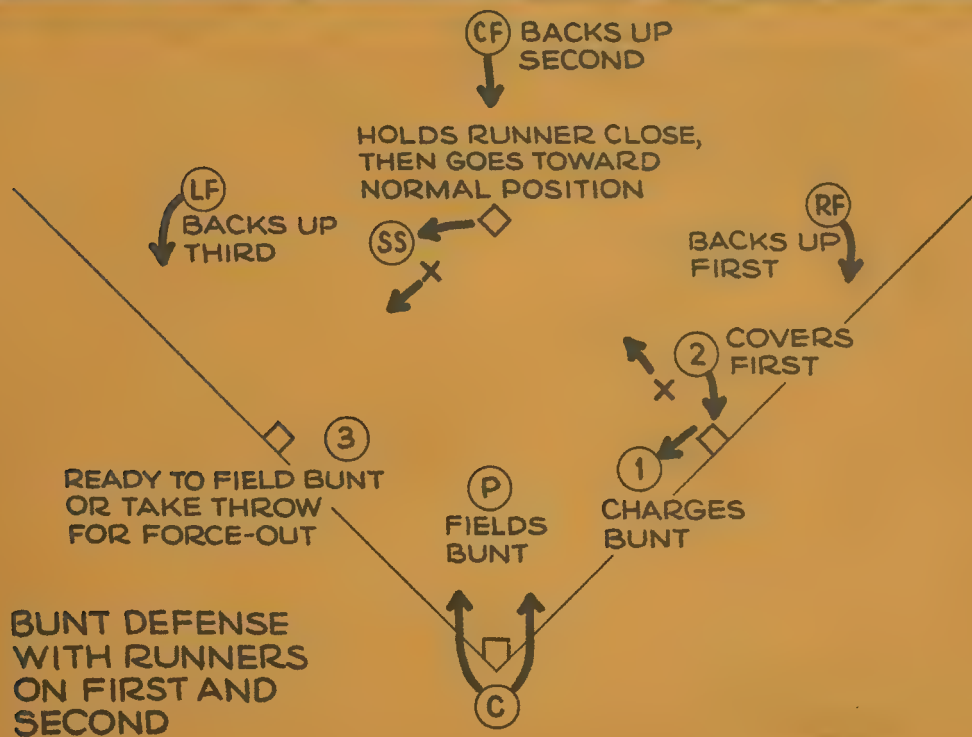 CF BACKS UP
SECOND
HOLDS RUNNER CLOSE,
THEN GOES TOWARD
NORMAL POSITION
LF
BACKS UP
THIRD
SS
X
RF
BACKS UP
FIRST
2 COVERS
FIRST
X
3
READY TO FIELD BUNT
OR TAKE THROW
FOR FORCE-OUT
P
FIELDS
BUNT
1
CHARGES
BUNT
BUNT DEFENSE
WITH RUNNERS
ON FIRST AND
SECOND
C